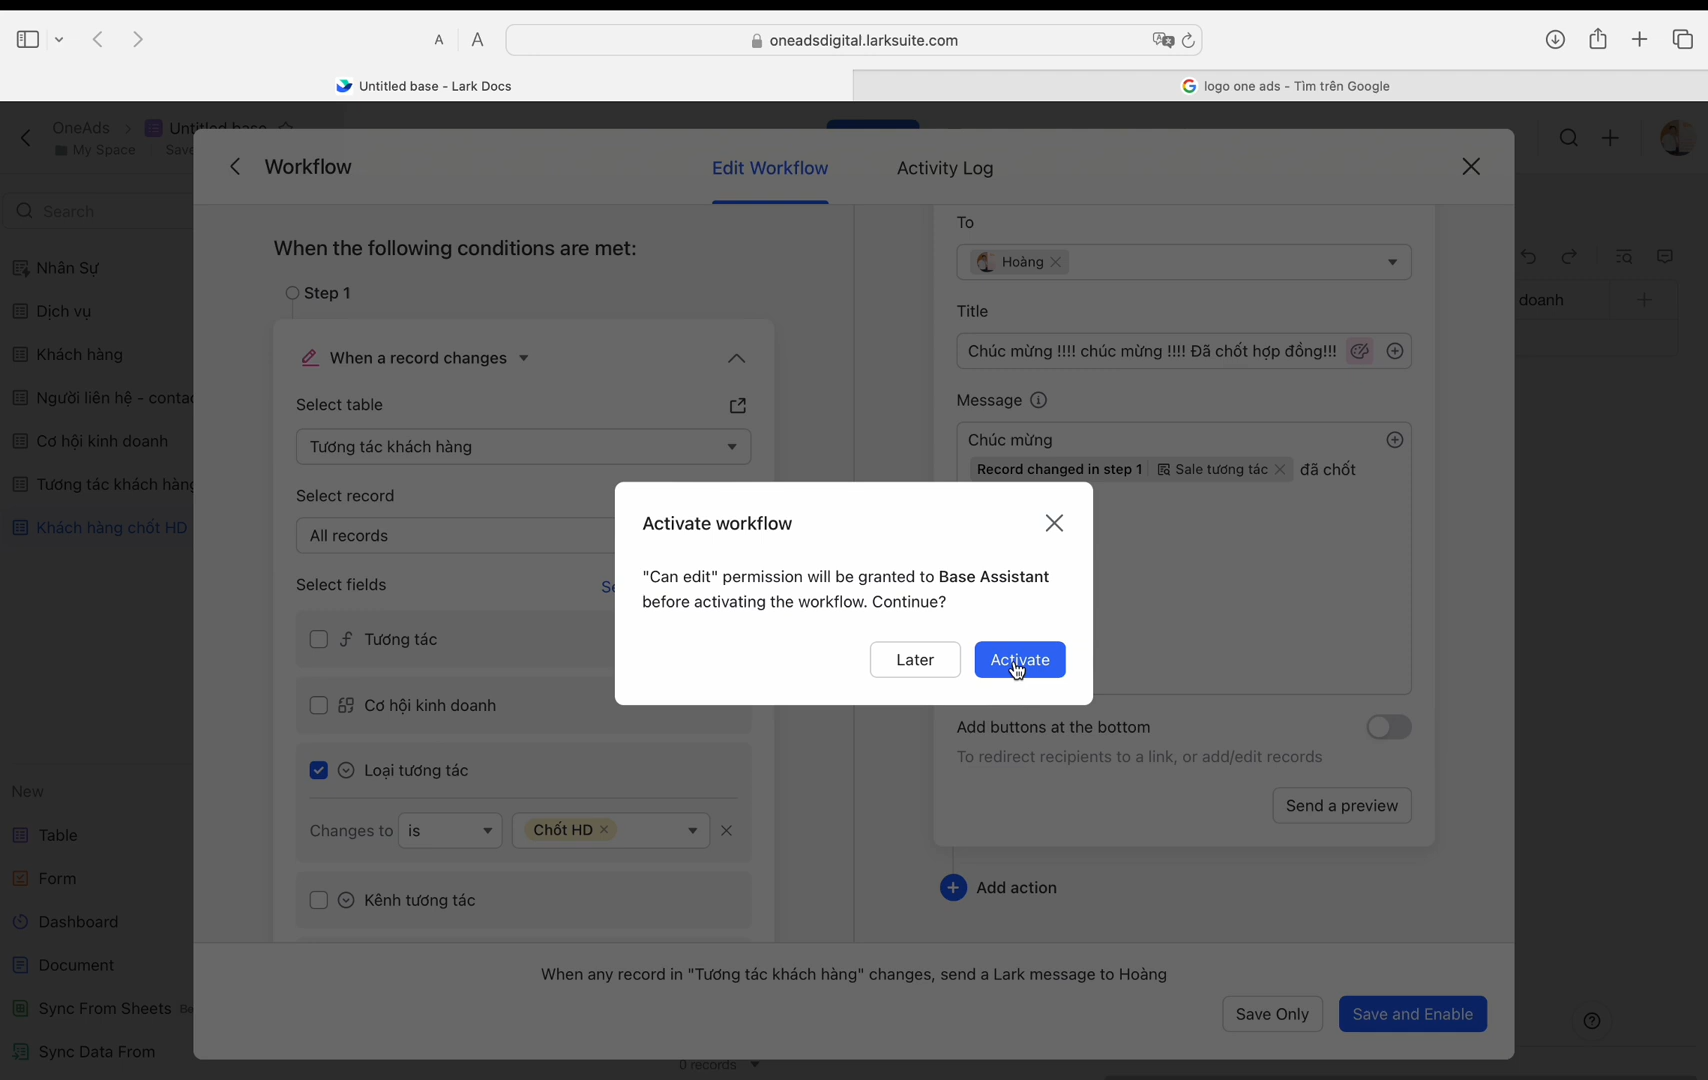 A A
oneadsdigital.larksuite.com
Untitled base - Lark Docs
logo one ads - Tìm trên Google
OneAds > Untitled base
My Space
Workflow
Edit Workflow
Activity Log
Search
Nhân Sự
Dịch vụ
Khách hàng
Người liên hệ - contac
Cơ hội kinh doanh
Tương tác khách hàng
Khách hàng chốt HD
New
Table
Form
Dashboard
Document
Sync From Sheets
Sync Data From
When the following conditions are met:
Step 1
When a record changes
Select table
Tương tác khách hàng
Select record
All records
Select fields
Tương tác
Cơ hội kinh doanh
Loại tương tác
Changes to is Chốt HD
Kênh tương tác
To
Hoàng
Title
Chúc mừng !!!! chúc mừng !!!! Đã chốt hợp đồng!!!
Message
Chúc mừng
Record changed in step 1 Sale tương tác đã chốt
Activate workflow
"Can edit" permission will be granted to Base Assistant
before activating the workflow. Continue?
Later
Activate
Add buttons at the bottom
To redirect recipients to a link, or add/edit records
Send a preview
Add action
When any record in "Tương tác khách hàng" changes, send a Lark message to Hoàng
Save Only
Save and Enable
doanh
0 records